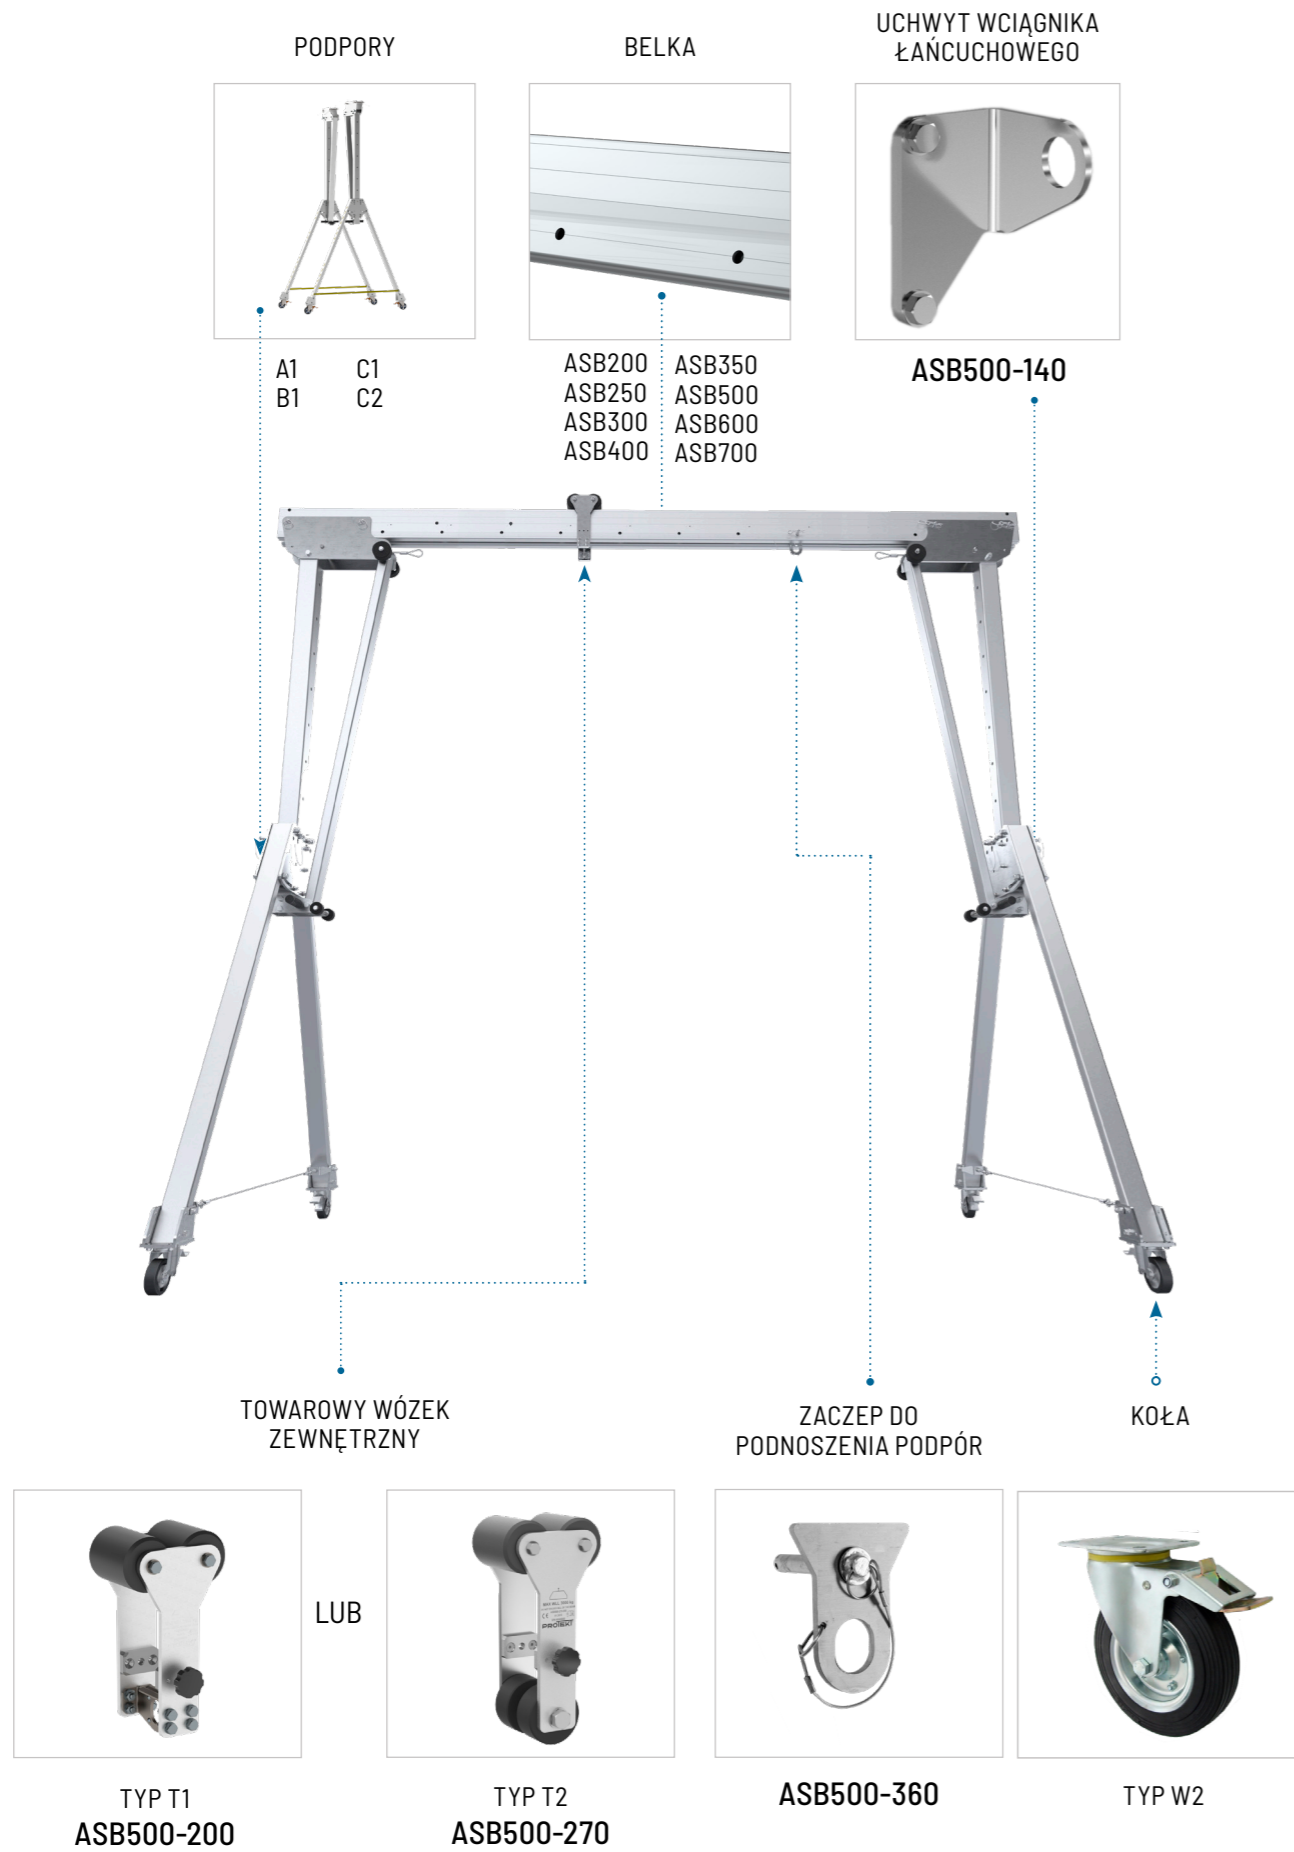 PODPORY
BELKA
UCHWYT WCIĄGNIKA
ŁAŃCUCHOWEGO
A1 C1
B1 C2
ASB200 ASB350
ASB250 ASB500
ASB300 ASB600
ASB400 ASB700
ASB500-140
TOWAROWY WÓZEK
ZEWNĘTRZNY
ZACZEP DO
PODNOSZENIA PODPÓR
KOŁA
LUB
PROTEKT
TYP T1
ASB500-200
TYP T2
ASB500-270
ASB500-360
TYP W2